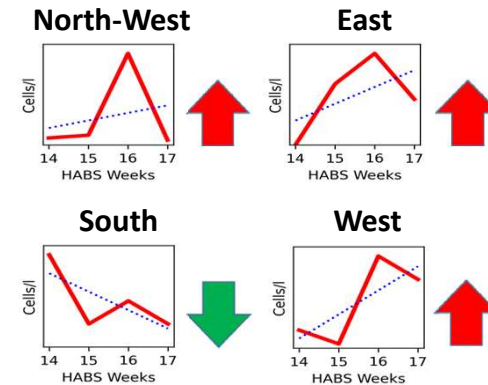 North-West
Cells/l
14 15 16 17
HABS Weeks
East
Cells/l
14 15 16 17
HABS Weeks
South
Cells/l
14 15 16 17
HABS Weeks
West
Cells/l
14 15 16 17
HABS Weeks